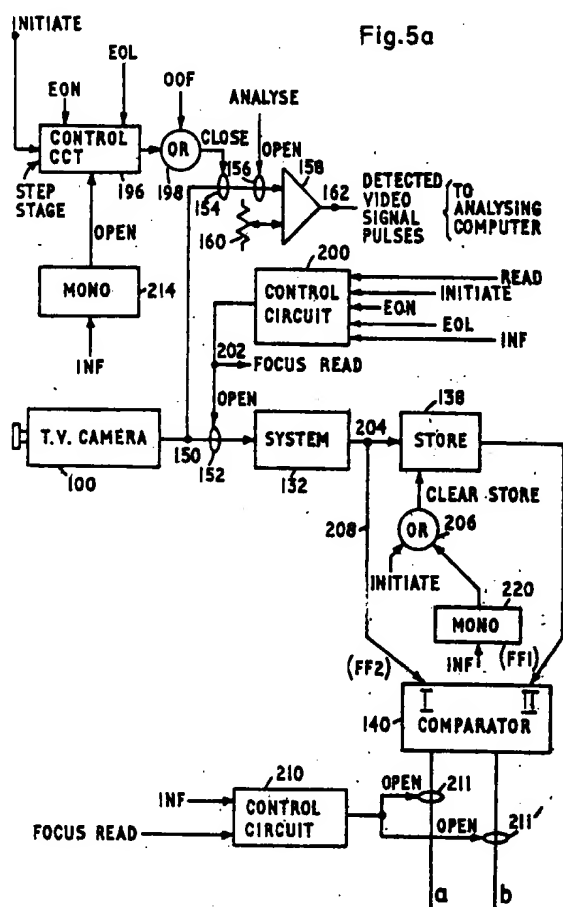 Fig.5a
INITIATE
EOL
EON
OOF
ANALYSE
CONTROL
CCT
OR
CLOSE
OPEN
156
158
162
DETECTED
VIDEO
SIGNAL
PULSES
TO
ANALYSING
COMPUTER
STEP
STAGE
196
198
154
160
OPEN
MONO
214
INF
200
CONTROL
CIRCUIT
READ
INITIATE
EON
EOL
INF
202
FOCUS READ
OPEN
T.V. CAMERA
100
150
152
SYSTEM
132
204
138
STORE
CLEAR STORE
208
OR
206
INITIATE
220
MONO
INF
(FF1)
(FF2)
I
II
140
COMPARATOR
210
INF
CONTROL
CIRCUIT
FOCUS READ
OPEN
211
OPEN
211'
a
b